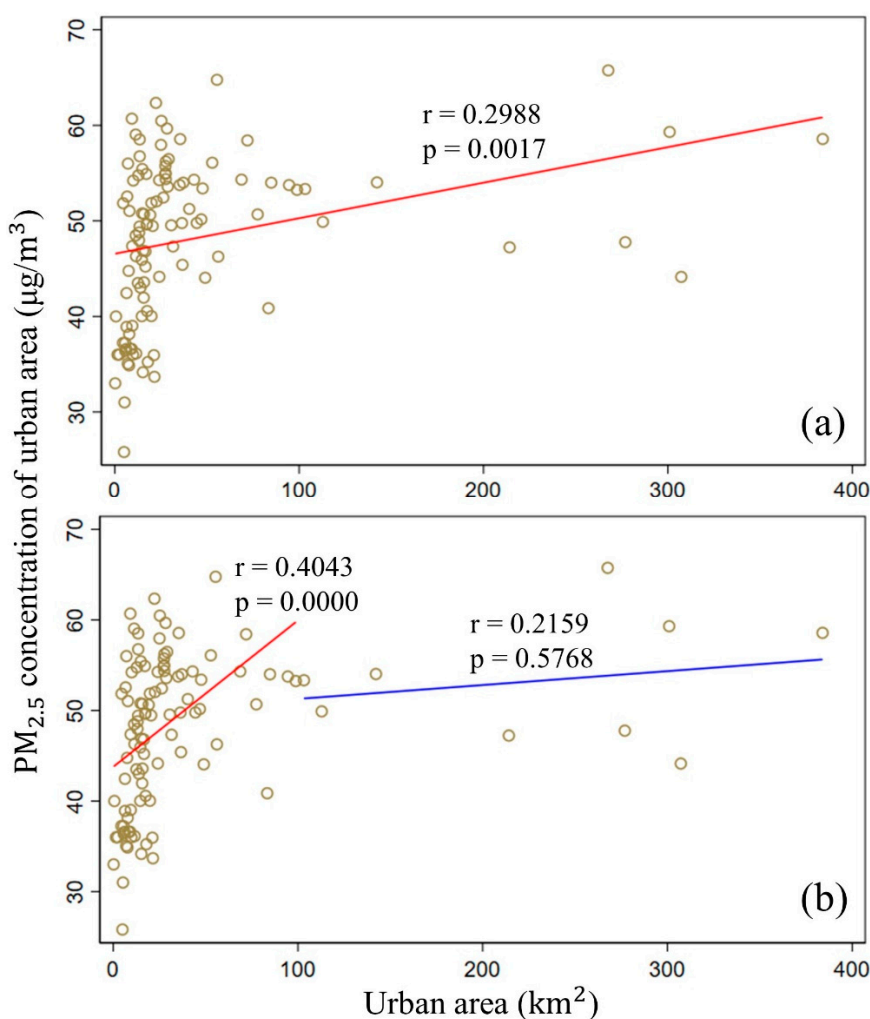 70
60
50
40
30
r = 0.2988
p = 0.0017
(a)
0
100
200
300
400
PM2.5 concentration of urban area (μg/m³)
70
60
50
40
30
r = 0.4043
p = 0.0000
r = 0.2159
p = 0.5768
(b)
0
100
200
300
400
Urban area (km²)